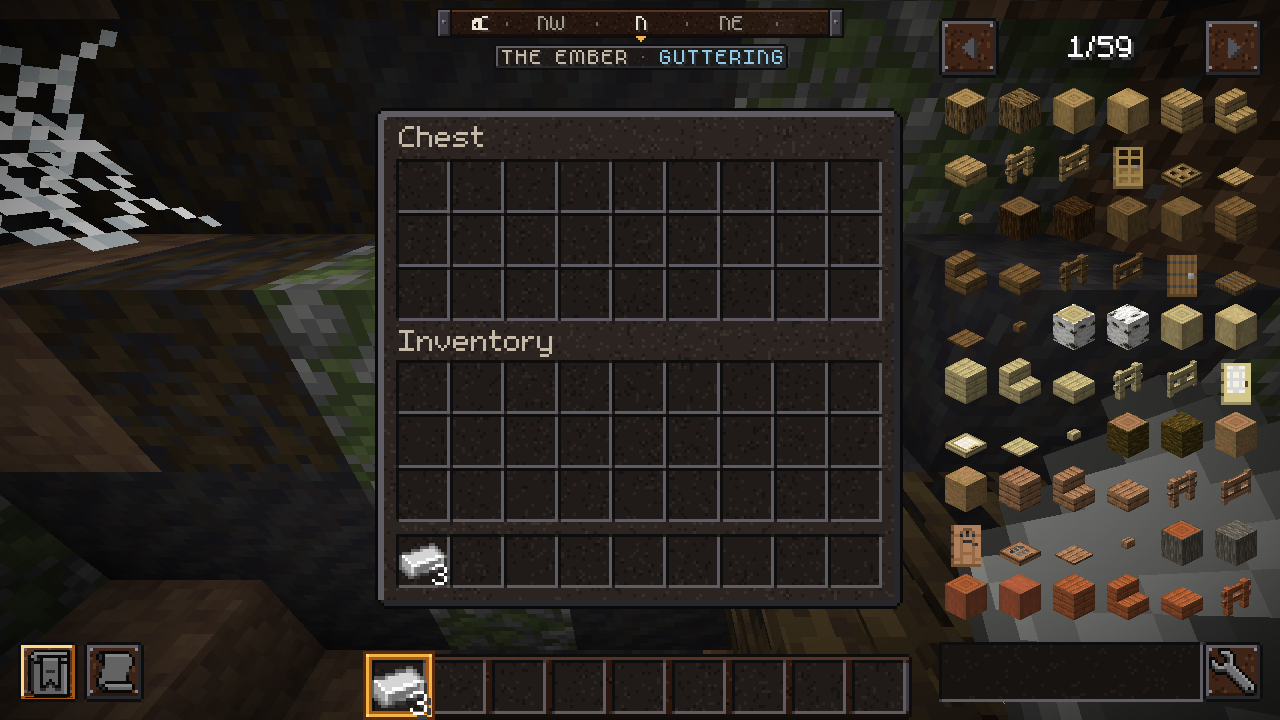 NW · N · NE
1/59
THE EMBER · GUTTERING
Chest
Inventory
3
3